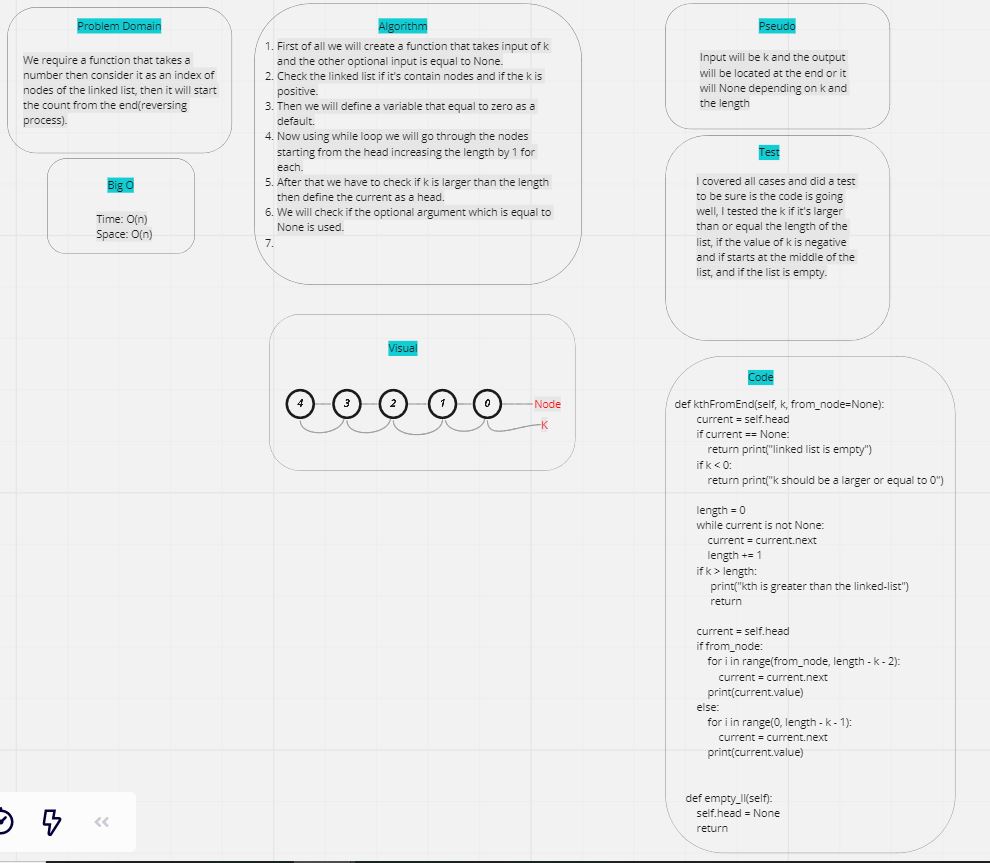 Problem Domain
We require a function that takes a
number then consider it as an index of
nodes of the linked list, then it will start
the count from the end(reversing
process).
Big O
Time: O(n)
Space: O(n)
Algorithm
1. First of all we will create a function that takes input of k
and the other optional input is equal to None.
2. Check the linked list if it's contain nodes and if the k is
positive.
3. Then we will define a variable that equal to zero as a
default.
4. Now using while loop we will go through the nodes
starting from the head increasing the length by 1 for
each.
5. After that we have to check if k is larger than the length
then define the current as a head.
6. We will check if the optional argument which is equal to
None is used.
7.
Visual
4 3 2 1 0 Node
K
Pseudo
Input will be k and the output
will be located at the end or it
will None depending on k and
the length
Test
I covered all cases and did a test
to be sure is the code is going
well, I tested the k if it's larger
than or equal the length of the
list, if the value of k is negative
and if starts at the middle of the
list, and if the list is empty.
Code
def kthFromEnd(self, k, from_node=None):
current = self.head
if current == None:
return print("linked list is empty")
if k < 0:
return print("k should be a larger or equal to 0")
length = 0
while current is not None:
current = current.next
length += 1
if k > length:
print("kth is greater than the linked-list")
return
current = self.head
if from_node:
for i in range(from_node, length - k - 2):
current = current.next
print(current.value)
else:
for i in range(0, length - k - 1):
current = current.next
print(current.value)
def empty_ll(self):
self.head = None
return